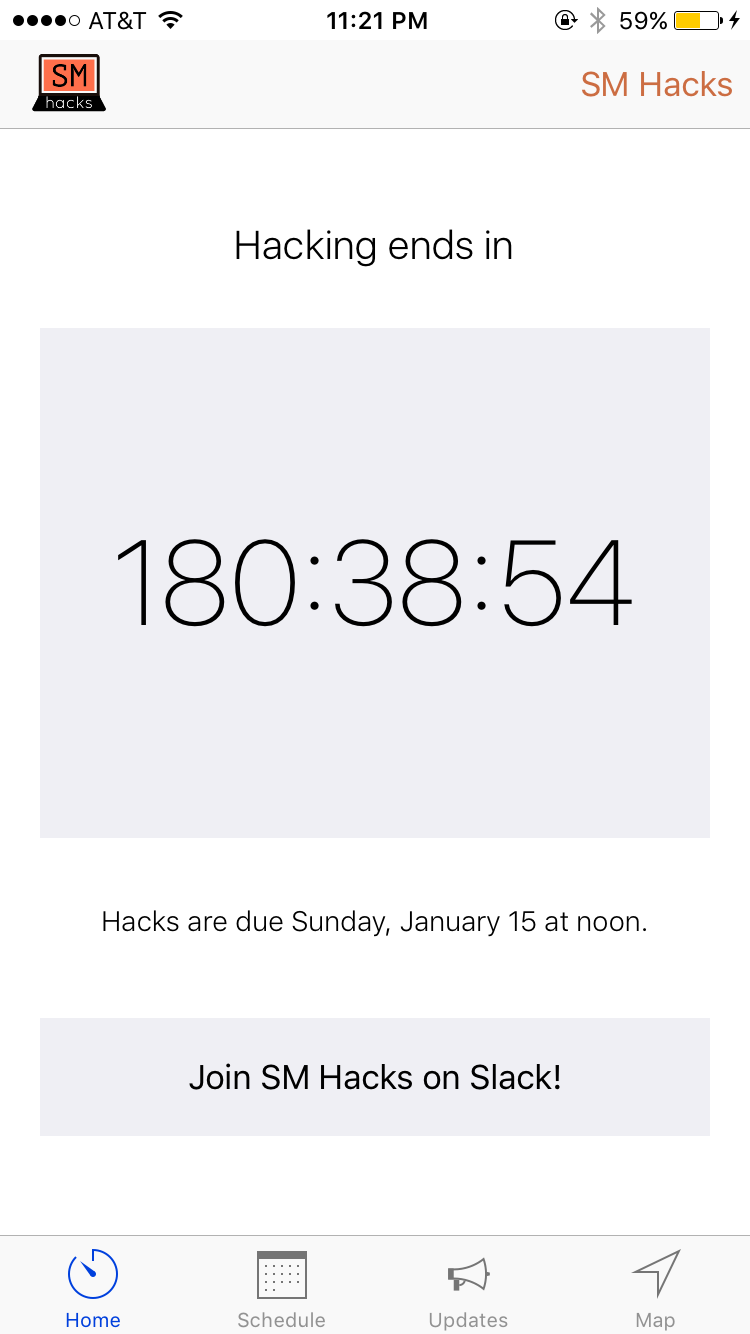 AT&T 11:21 PM 59%
SM
hacks
SM Hacks
Hacking ends in
180:38:54
Hacks are due Sunday, January 15 at noon.
Join SM Hacks on Slack!
Home Schedule Updates Map